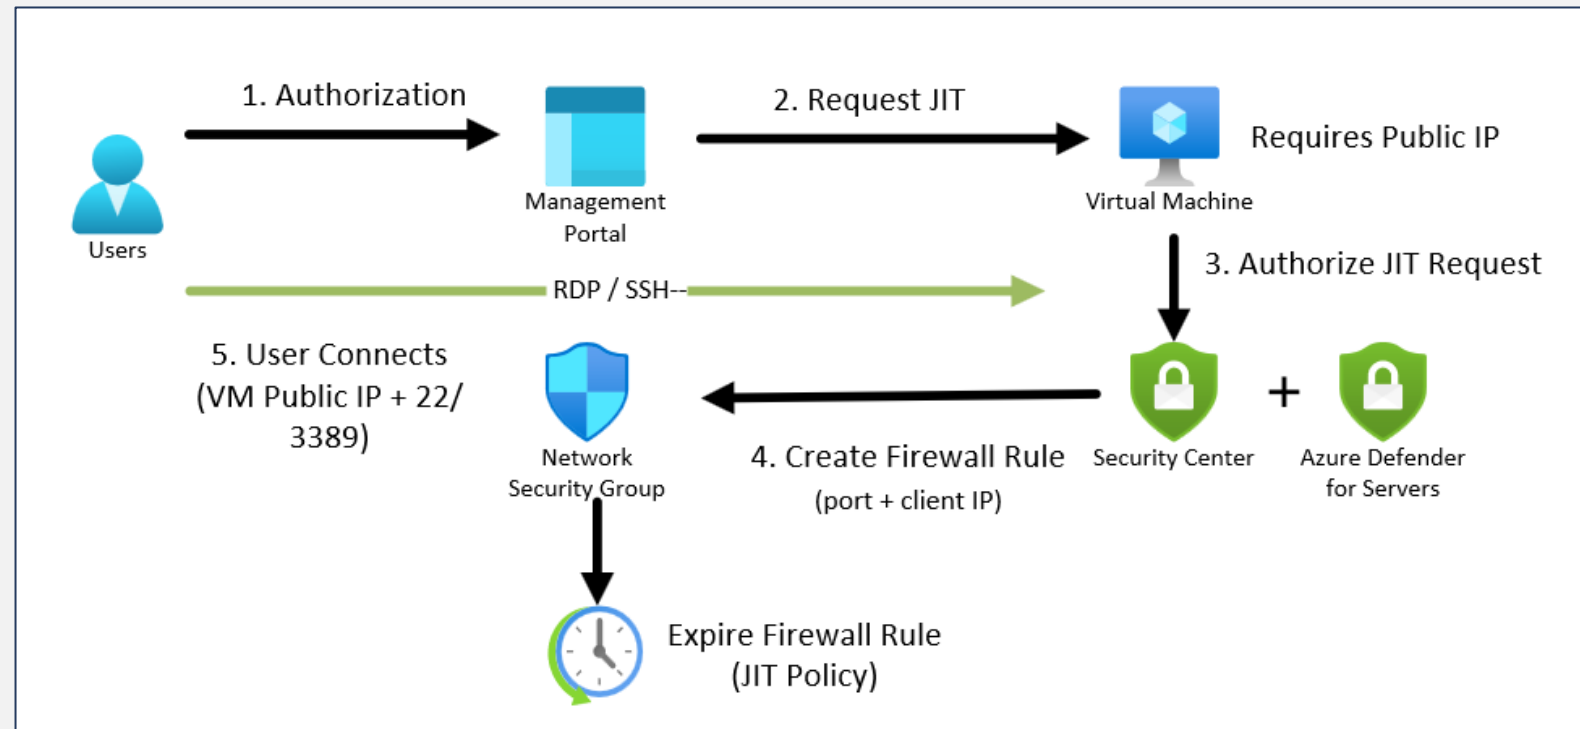 1. Authorization
2. Request JIT
Requires Public IP
Users
Management
Portal
Virtual Machine
3. Authorize JIT Request
RDP / SSH--
5. User Connects
(VM Public IP + 22/
3389)
Network
Security Group
4. Create Firewall Rule
(port + client IP)
Security Center
+
Azure Defender
for Servers
Expire Firewall Rule
(JIT Policy)